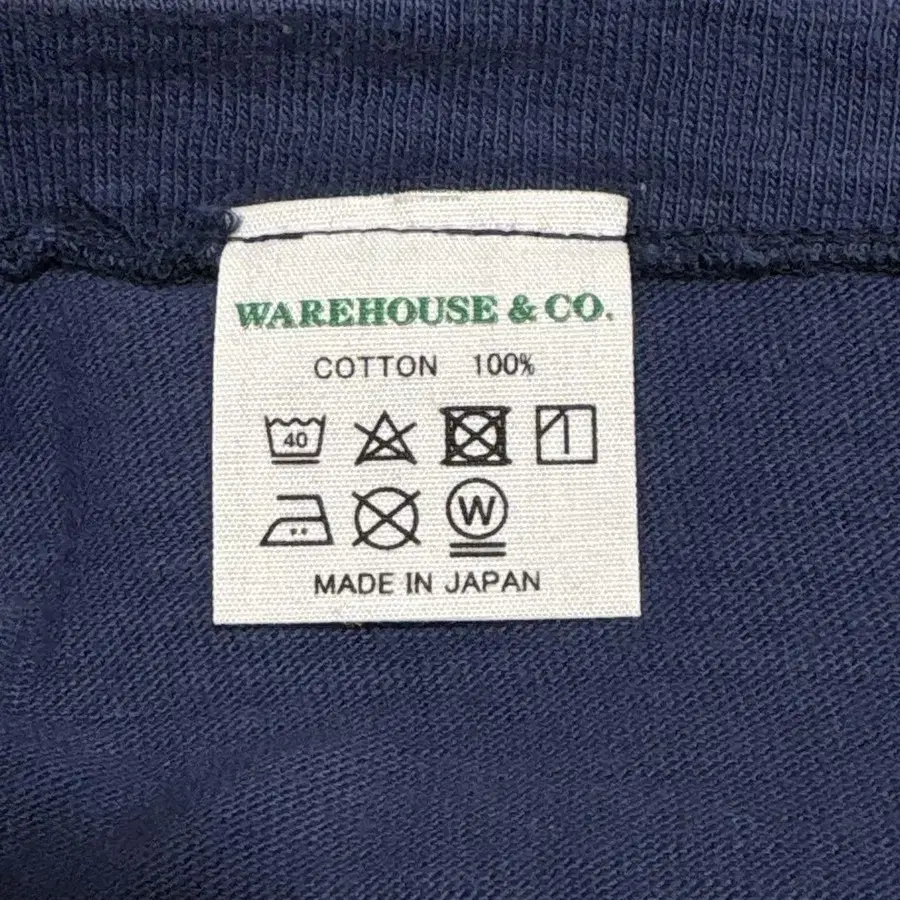 WAREHOUSE & CO.
COTTON 100%
40
W
MADE IN JAPAN